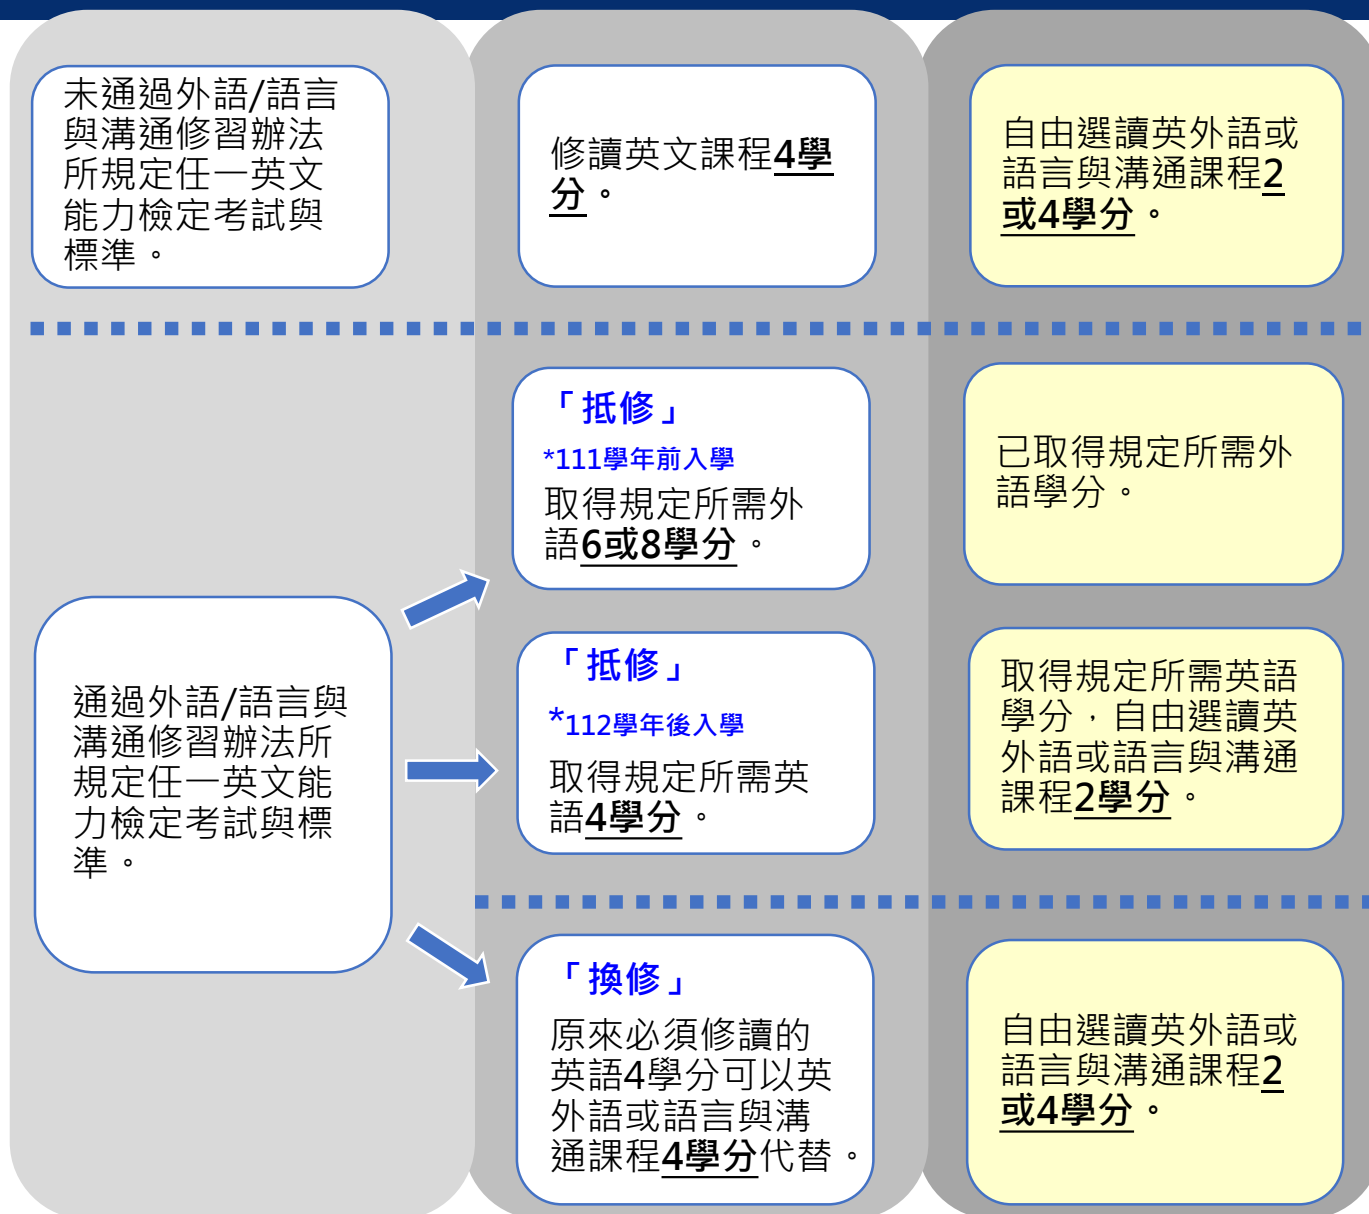 未通過外語/語言
與溝通修習辦法
所規定任一英文
能力檢定考試與
標準。
修讀英文課程4學
分。
自由選讀英外語或
語言與溝通課程2
或4學分。
「抵修」
*111學年前入學
取得規定所需外
語6或8學分。
已取得規定所需外
語學分。
通過外語/語言與
溝通修習辦法所
規定任一英文能
力檢定考試與標
準。
「抵修」
*112學年後入學
取得規定所需英
語4學分。
取得規定所需英語
學分，自由選讀英
外語或語言與溝通
課程2學分。
「換修」
原來必須修讀的
英語4學分可以英
外語或語言與溝
通課程4學分代替。
自由選讀英外語或
語言與溝通課程2
或4學分。